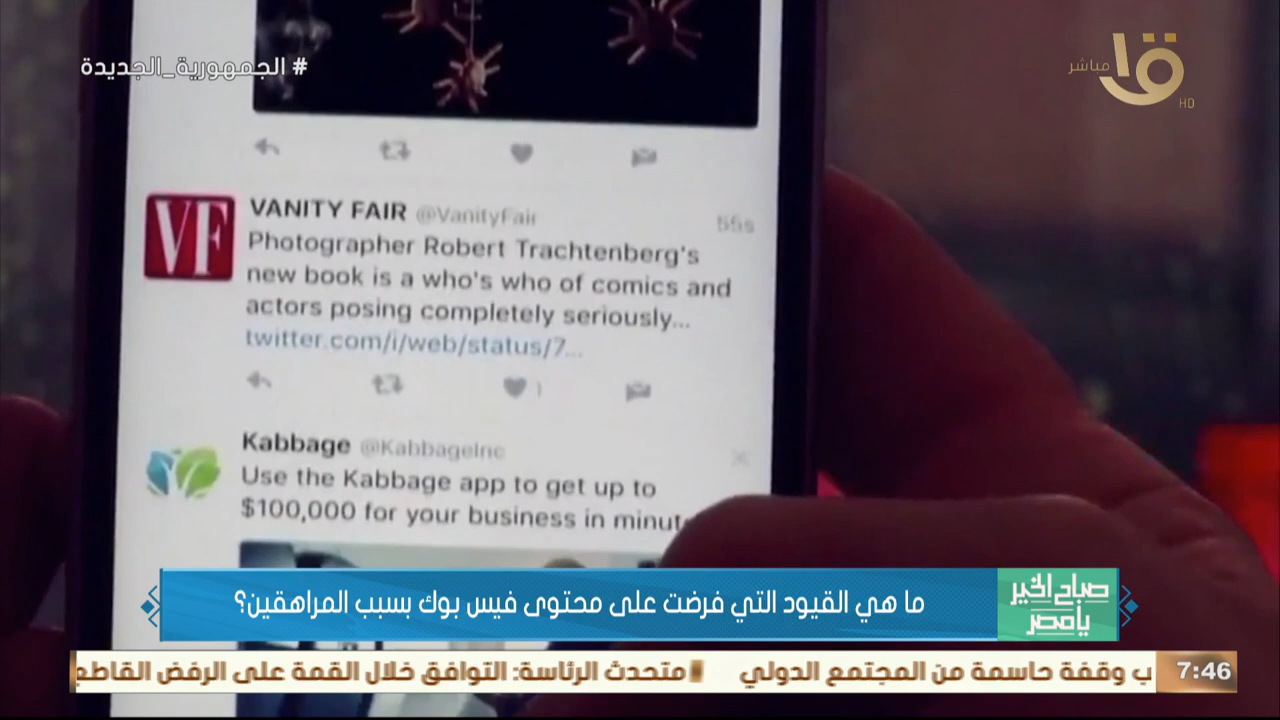 # الجمهورية_الجديدة
مباشر
HD
VANITY FAIR @VanityFair 55s
VF
Photographer Robert Trachtenberg's
new book is a who's who of comics and
actors posing completely seriously...
twitter.com/i/web/status/7...
1
Kabbage @KabbageInc
Use the Kabbage app to get up to
$100,000 for your business in
صباح الخير
يا مصر
ما هي القيود التي فرضت على محتوى فيس بوك بسبب المراهقين؟
7:46
ب وقفة حاسمة من المجتمع الدولي متحدث الرئاسة: التوافق خلال القمة على الرفض القاطع